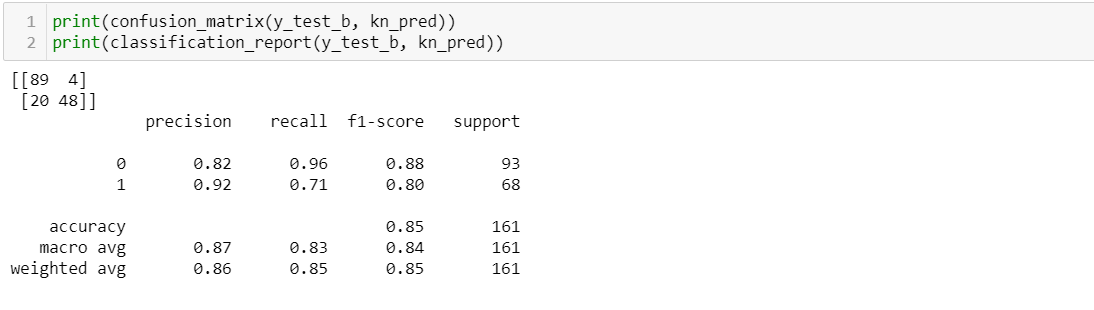 1 print(confusion_matrix(y_test_b, kn_pred))
2 print(classification_report(y_test_b, kn_pred))
[[89  4]
 [20 48]]
              precision    recall  f1-score   support

           0       0.82      0.96      0.88        93
           1       0.92      0.71      0.80        68

    accuracy                           0.85       161
   macro avg       0.87      0.83      0.84       161
weighted avg       0.86      0.85      0.85       161